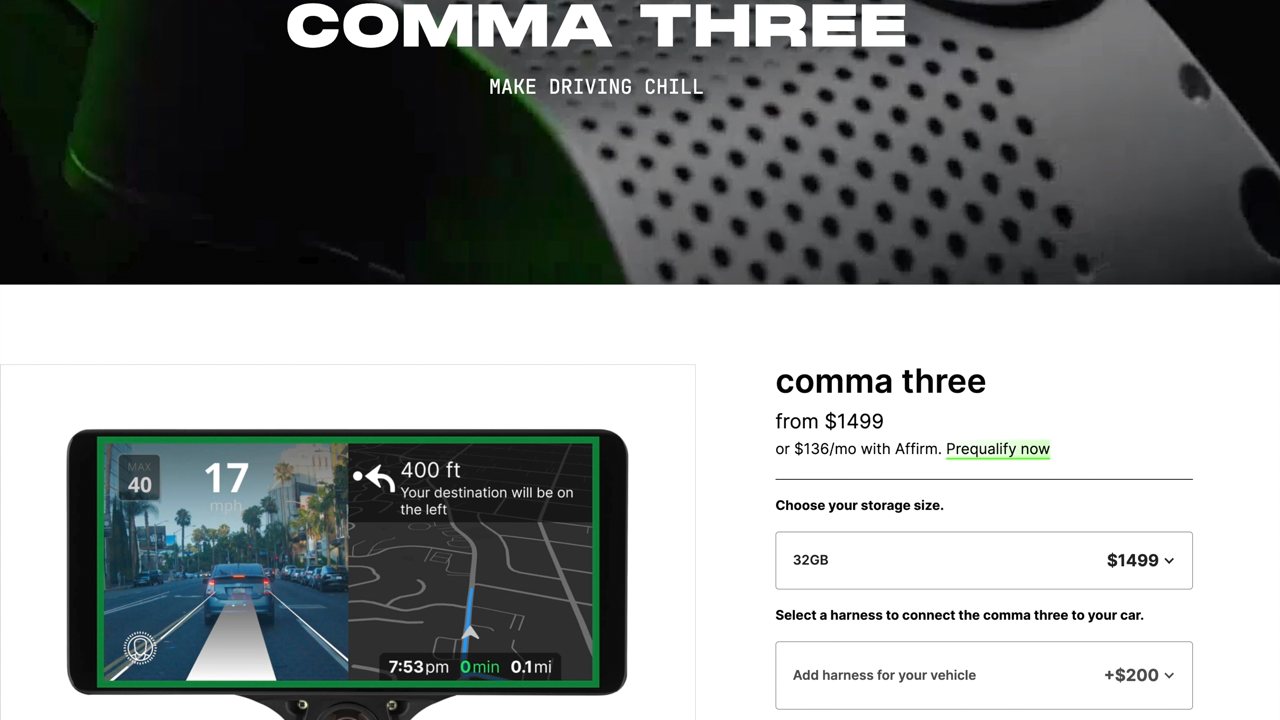 COMMA THREE
MAKE DRIVING CHILL
comma three
from $1499
or $136/mo with Affirm. Prequalify now
Choose your storage size.
32GB
$1499
Select a harness to connect the comma three to your car.
Add harness for your vehicle
+$200
MAX
40
17
mph
400 ft
Your destination will be on
the left
7:53pm 0min 0.1mi